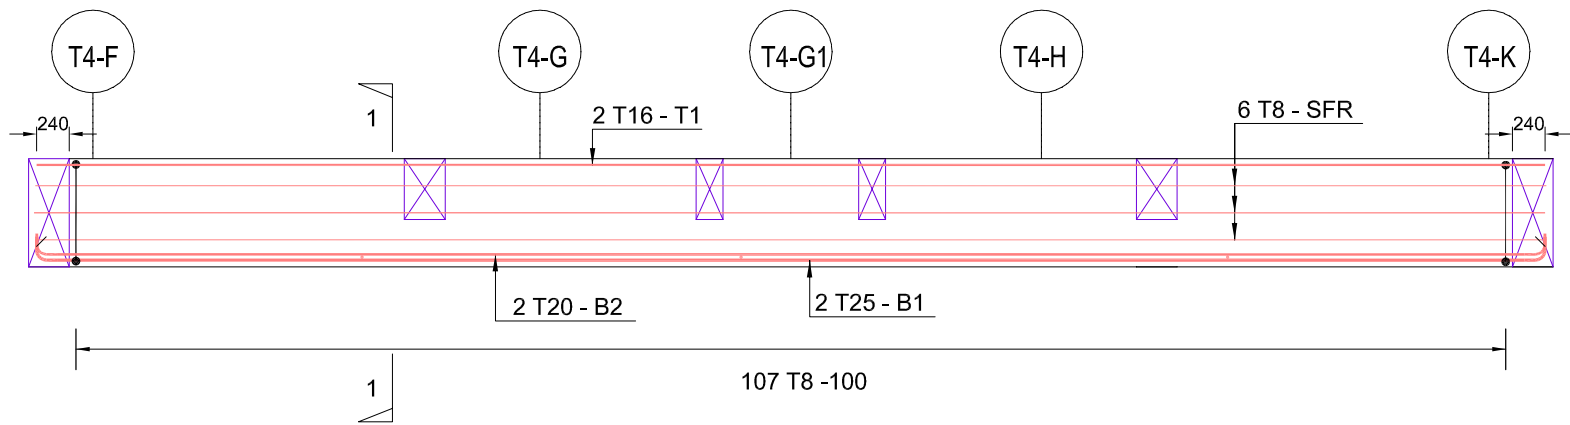 T4-F
T4-G
T4-G1
T4-H
T4-K
1
240
2 T16 - T1
6 T8 - SFR
240
2 T20 - B2
2 T25 - B1
1
107 T8 -100